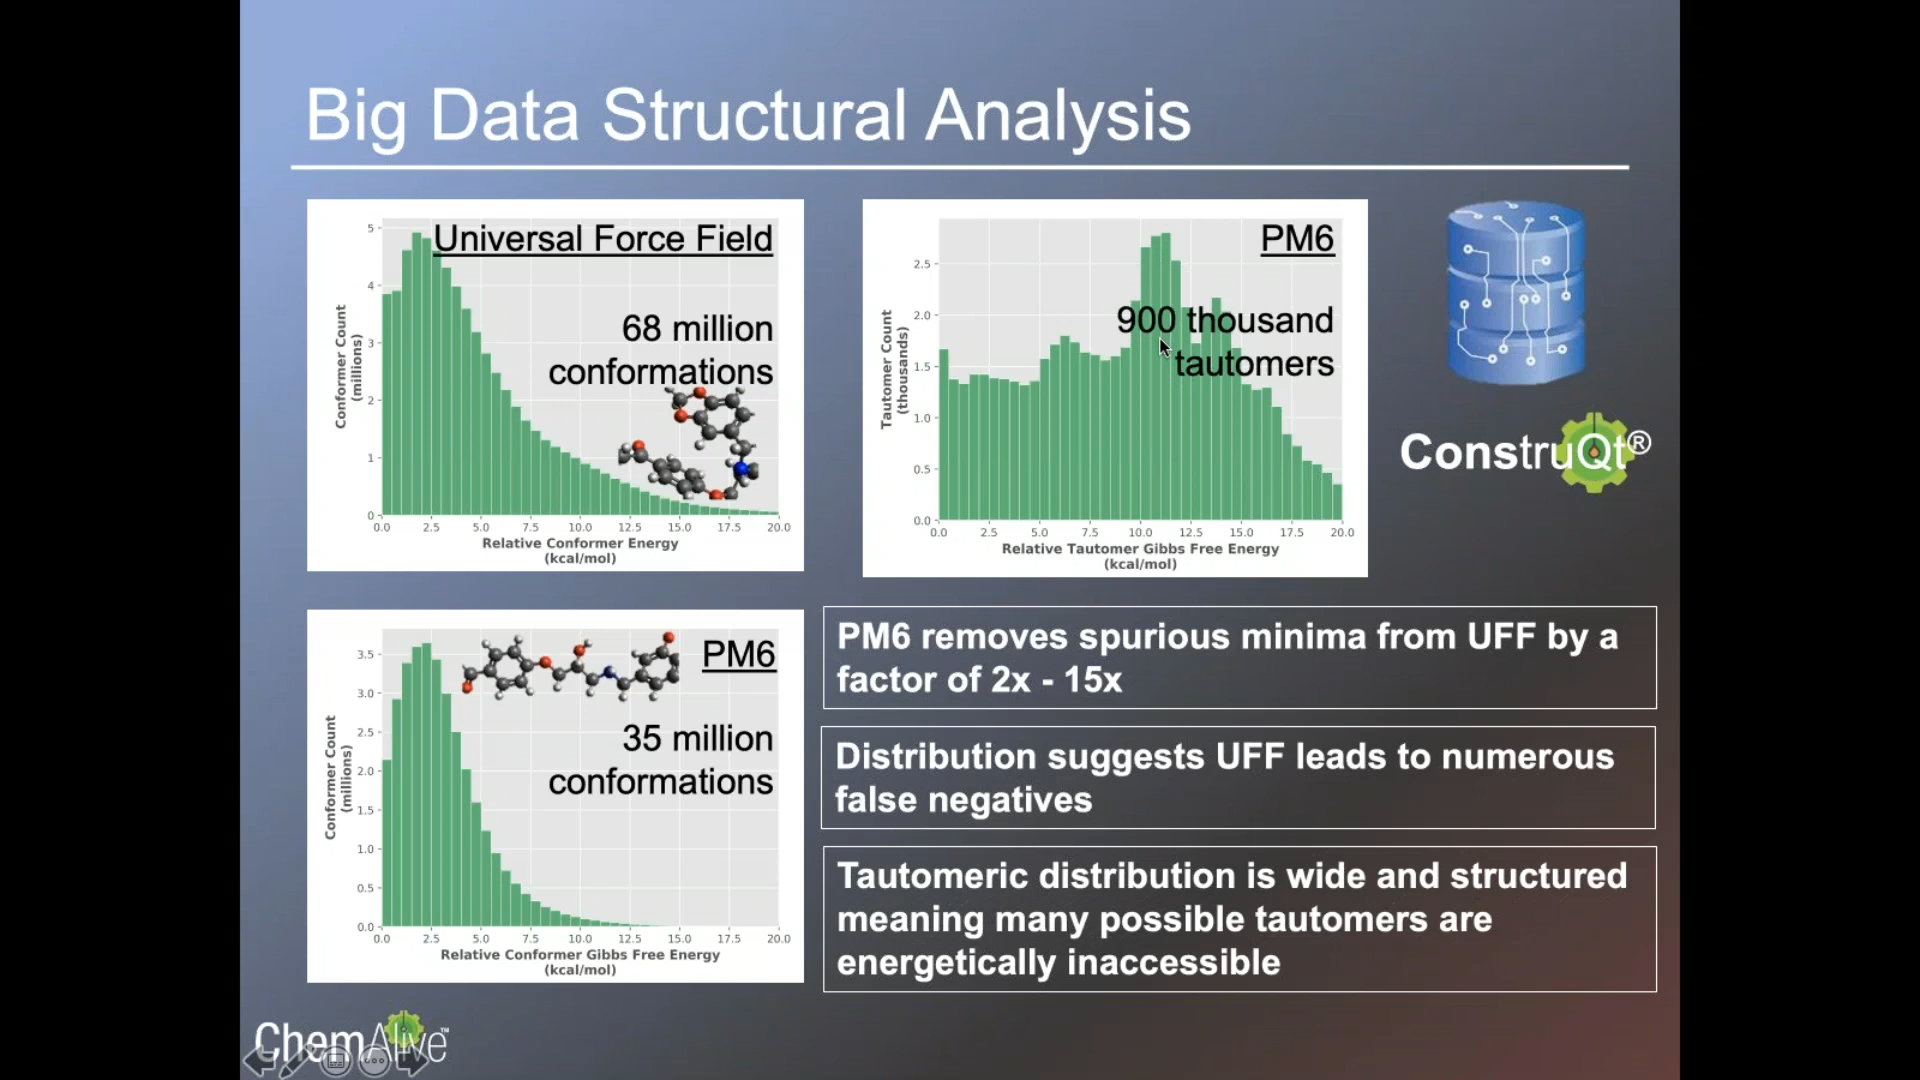 Big Data Structural Analysis
Universal Force Field
68 million
conformations
5
4
3
2
1
0
0.0 2.5 5.0 7.5 10.0 12.5 15.0 17.5 20.0
Conformer Count
(millions)
Relative Conformer Energy
(kcal/mol)
PM6
900 thousand
tautomers
2.5
2.0
1.5
1.0
0.5
0.0
0.0 2.5 5.0 7.5 10.0 12.5 15.0 17.5 20.0
Tautomer Count
(thousands)
Relative Tautomer Gibbs Free Energy
(kcal/mol)
ConstruQt®
PM6
35 million
conformations
3.5
3.0
2.5
2.0
1.5
1.0
0.5
0.0
0.0 2.5 5.0 7.5 10.0 12.5 15.0 17.5 20.0
Conformer Count
(millions)
Relative Conformer Gibbs Free Energy
(kcal/mol)
PM6 removes spurious minima from UFF by a
factor of 2x - 15x
Distribution suggests UFF leads to numerous
false negatives
Tautomeric distribution is wide and structured
meaning many possible tautomers are
energetically inaccessible
ChemAlive™